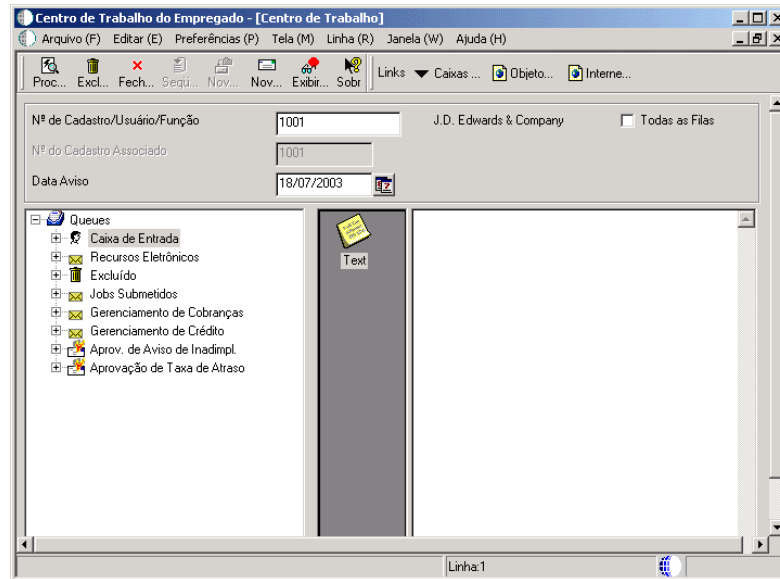 Centro de Trabalho do Empregado - [Centro de Trabalho]
Arquivo (F) Editar (E) Preferências (P) Tela (M) Linha (R) Janela (W) Ajuda (H)
Proc... Excl... Fech... Seqü... Nov... Nov... Exibir... Sobr Links Caixas ... Objeto... Interne...
Nº de Cadastro/Usuário/Função 1001 J.D. Edwards & Company Todas as Filas
Nº do Cadastro Associado 1001
Data Aviso 18/07/2003
Queues
Caixa de Entrada
Recursos Eletrônicos
Excluído
Jobs Submetidos
Gerenciamento de Cobranças
Gerenciamento de Crédito
Aprov. de Aviso de Inadimpl.
Aprovação de Taxa de Atraso
Text
Linha:1